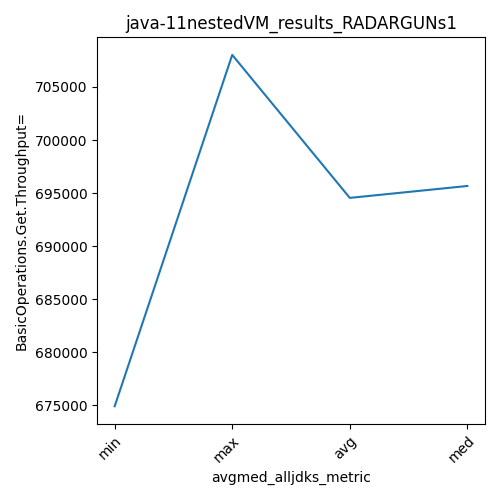 java-11nestedVM_results_RADARGUNs1
BasicOperations.Get.Throughput=
705000
700000
695000
690000
685000
680000
675000
min
max
avg
med
avgmed_alljdks_metric